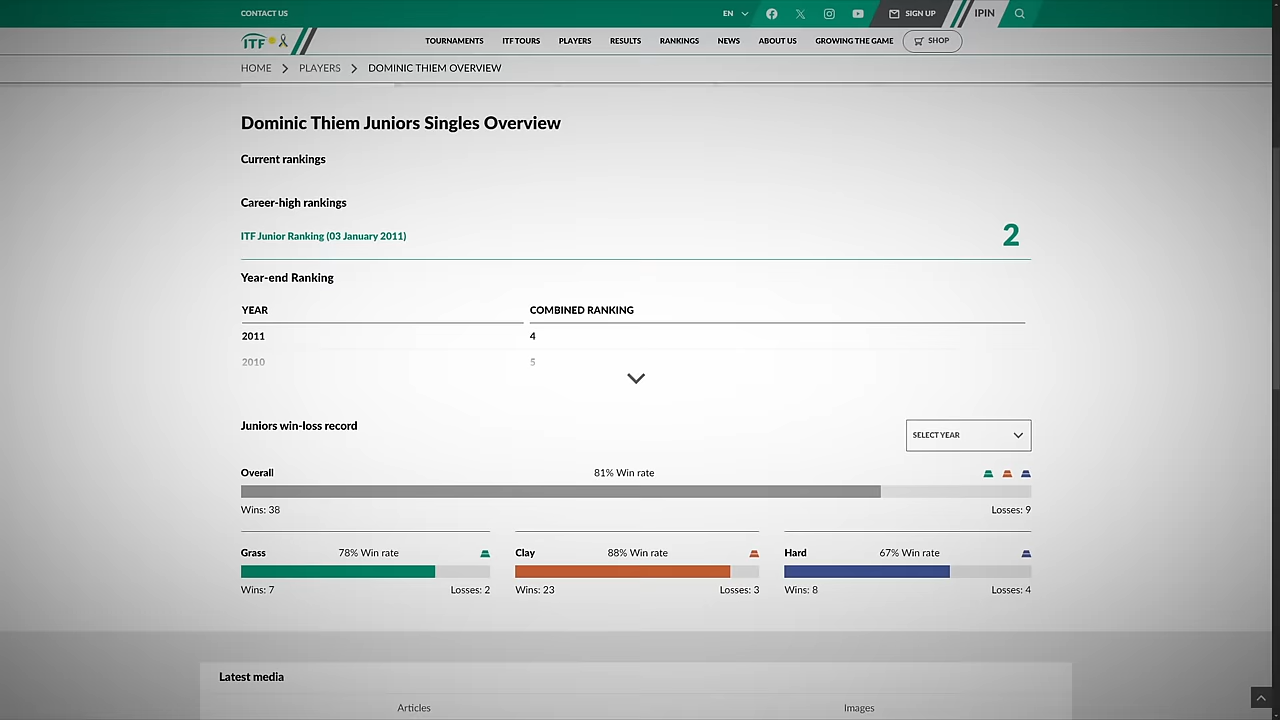 CONTACT US
EN
SIGN UP
IPIN
ITF
TOURNAMENTS ITF TOURS PLAYERS RESULTS RANKINGS NEWS ABOUT US GROWING THE GAME SHOP
HOME PLAYERS DOMINIC THIEM OVERVIEW
Dominic Thiem Juniors Singles Overview
Current rankings
Career-high rankings
ITF Junior Ranking (03 January 2011) 2
Year-end Ranking
YEAR COMBINED RANKING
2011 4
2010 5
Juniors win-loss record
SELECT YEAR
Overall 81% Win rate
Wins: 38 Losses: 9
Grass 78% Win rate Clay 88% Win rate Hard 67% Win rate
Wins: 7 Losses: 2 Wins: 23 Losses: 3 Wins: 8 Losses: 4
Latest media
Articles Images